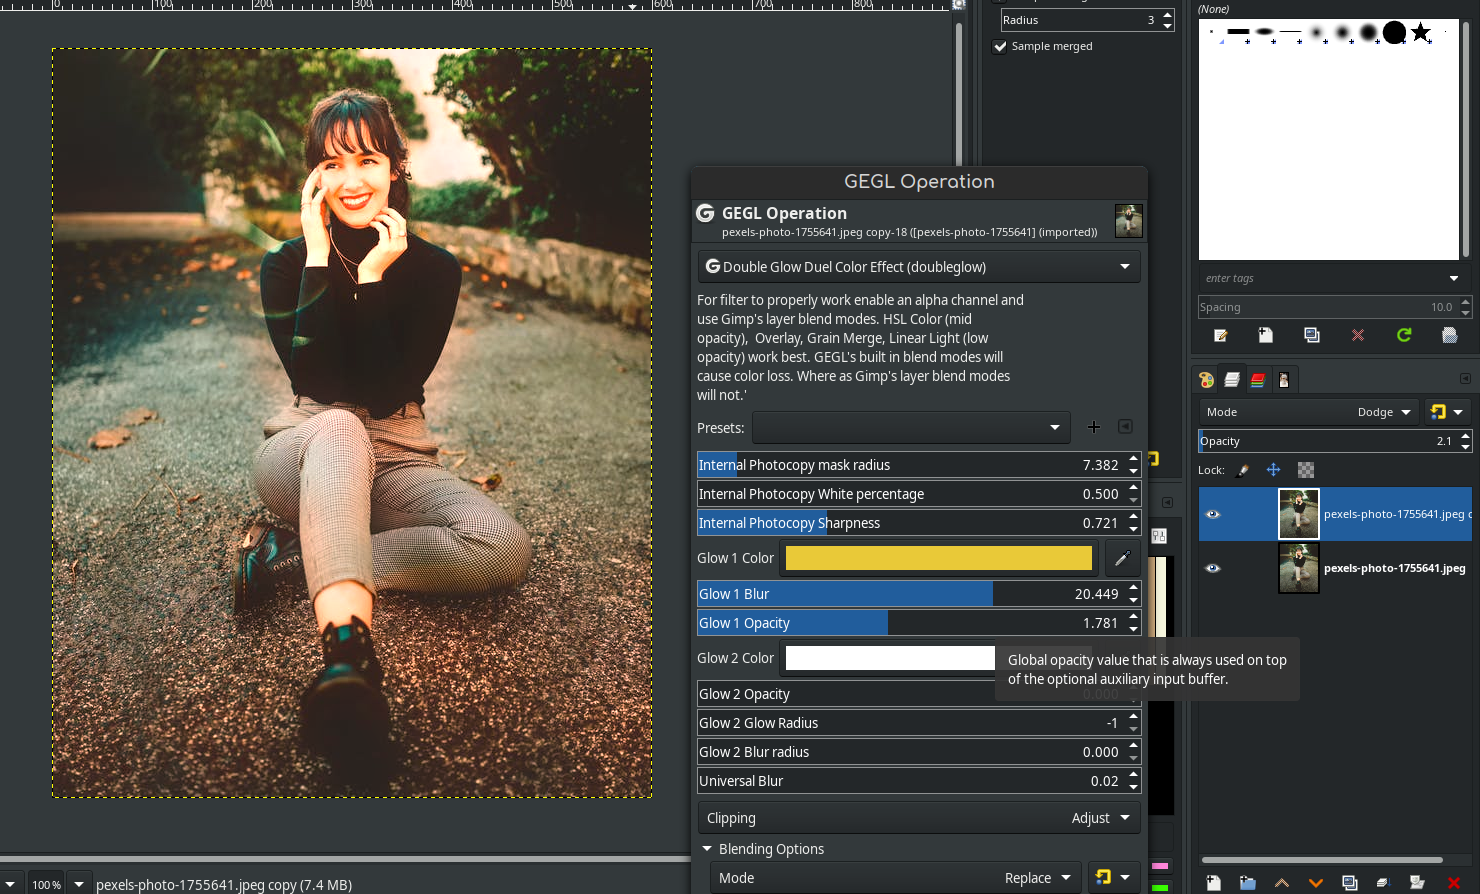 0 100 200 300 400 500 600 700 800
Radius 3
Sample merged
(None)
enter tags
Spacing 10.0
GEGL Operation
GEGL Operation
pexels-photo-1755641.jpeg copy-18 ([pexels-photo-1755641] (imported))
Double Glow Duel Color Effect (doubleglow)
For filter to properly work enable an alpha channel and
use Gimp's layer blend modes. HSL Color (mid
opacity),  Overlay, Grain Merge, Linear Light (low
opacity) work best. GEGL's built in blend modes will
cause color loss. Where as Gimp's layer blend modes
will not.'
Presets:
Internal Photocopy mask radius 7.382
Internal Photocopy White percentage 0.500
Internal Photocopy Sharpness 0.721
Glow 1 Color
Glow 1 Blur 20.449
Glow 1 Opacity 1.781
Glow 2 Color
Global opacity value that is always used on top
of the optional auxiliary input buffer.
Glow 2 Opacity 0.000
Glow 2 Glow Radius -1
Glow 2 Blur radius 0.000
Universal Blur 0.02
Clipping Adjust
Blending Options
Mode Replace
Mode Dodge
Opacity 2.1
Lock:
pexels-photo-1755641.jpeg c
pexels-photo-1755641.jpeg
100 % pexels-photo-1755641.jpeg copy (7.4 MB)